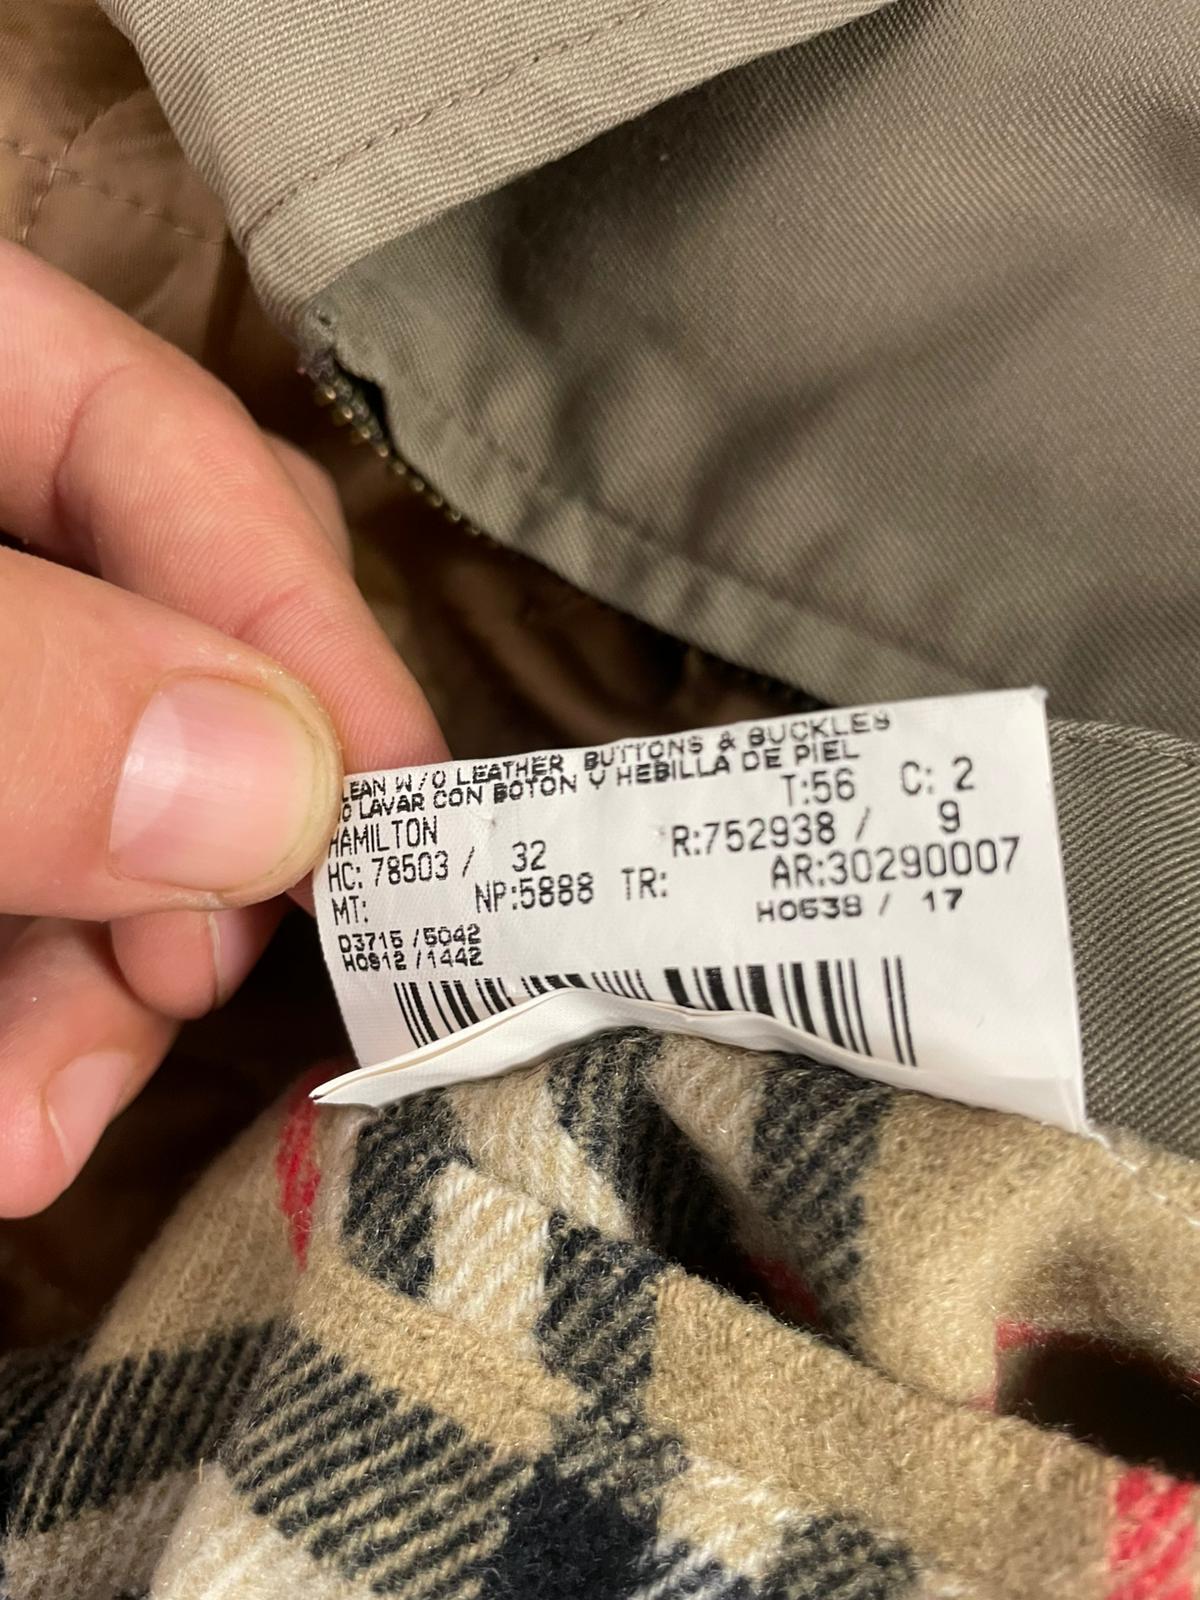 LEAN W/O LEATHER BUTTONS & BUCKLES
NO LAVAR CON BOTON Y HEBILLA DE PIEL
HAMILTON T:56 C: 2
HC: 78503 / 32 R:752938 / 9
MT: NP:5888 TR: AR:30290007
D3715 /5042 H0638 / 17
H0912 /1442